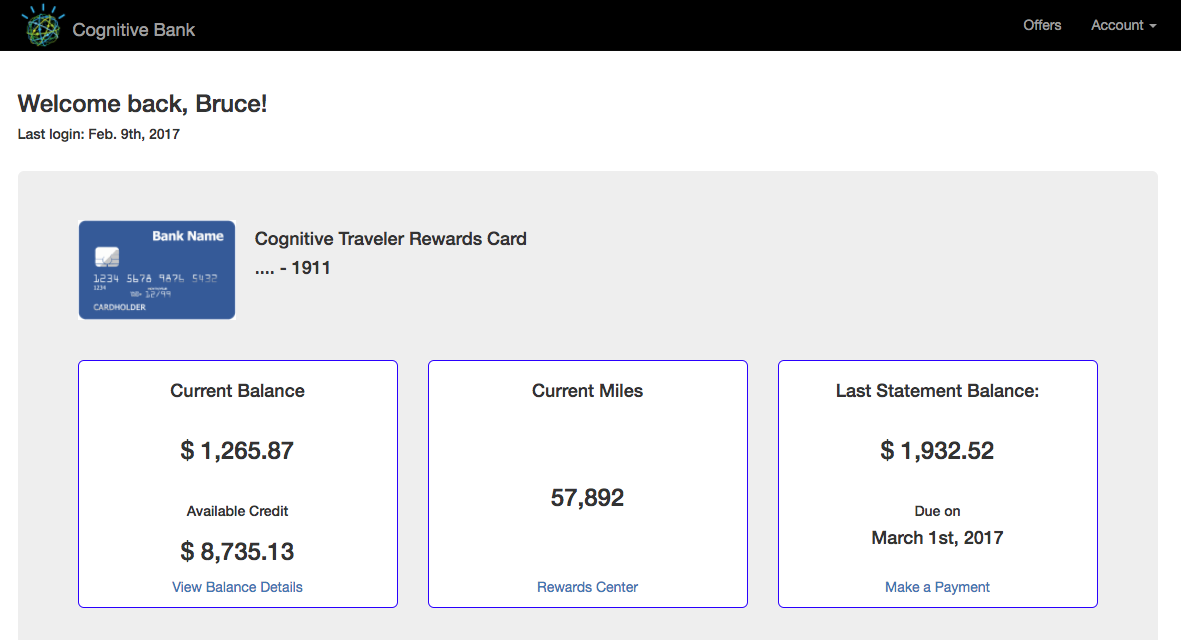 Cognitive Bank
Offers
Account
Welcome back, Bruce!
Last login: Feb. 9th, 2017
Bank Name
1234 5678 9876 5432
1234
12/99
CARDHOLDER
Cognitive Traveler Rewards Card
.... - 1911
Current Balance
$ 1,265.87
Available Credit
$ 8,735.13
View Balance Details
Current Miles
57,892
Rewards Center
Last Statement Balance:
$ 1,932.52
Due on
March 1st, 2017
Make a Payment